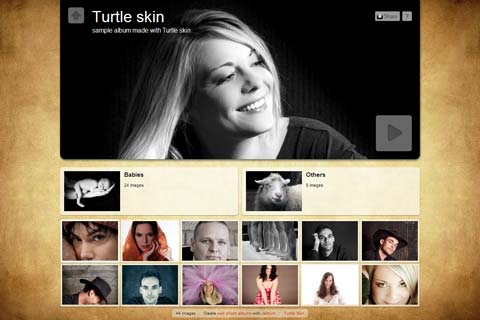 Turtle skin
sample album made with Turtle skin
Share
?
Babies
24 images
Others
8 images
44 images
Create web photo albums with Jalbum
Turtle Skin